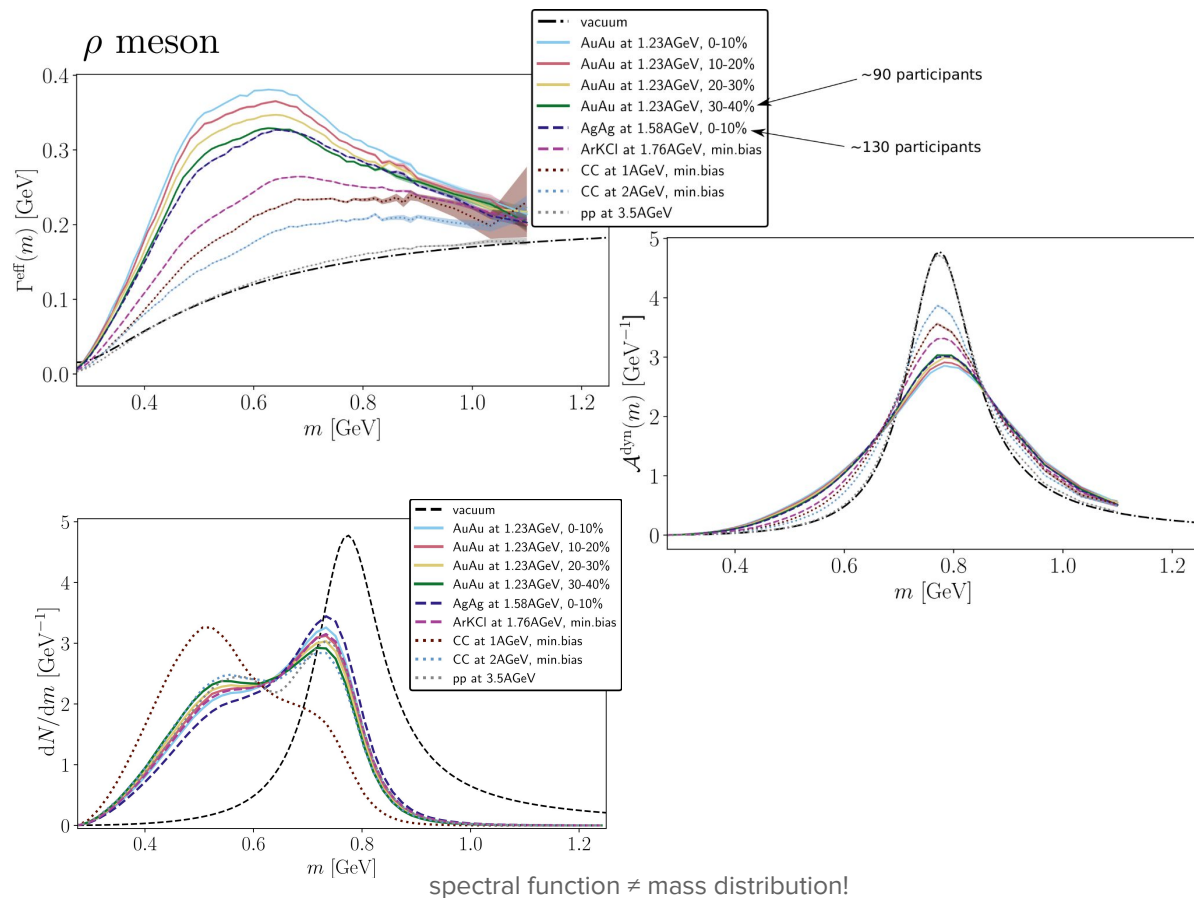 ρ meson
vacuum
AuAu at 1.23AGeV, 0-10%
AuAu at 1.23AGeV, 10-20%
AuAu at 1.23AGeV, 20-30%
AuAu at 1.23AGeV, 30-40%
AgAg at 1.58AGeV, 0-10%
ArKCl at 1.76AGeV, min.bias
CC at 1AGeV, min.bias
CC at 2AGeV, min.bias
pp at 3.5AGeV
~90 participants
~130 participants
Γ^eff(m) [GeV]
0.4
0.3
0.2
0.1
0.0
0.4 0.6 0.8 1.0 1.2
m [GeV]
𝒜^dyn(m) [GeV⁻¹]
5
4
3
2
1
0
0.4 0.6 0.8 1.0 1.2
m [GeV]
dN/dm [GeV⁻¹]
5
4
3
2
1
0
vacuum
AuAu at 1.23AGeV, 0-10%
AuAu at 1.23AGeV, 10-20%
AuAu at 1.23AGeV, 20-30%
AuAu at 1.23AGeV, 30-40%
AgAg at 1.58AGeV, 0-10%
ArKCl at 1.76AGeV, min.bias
CC at 1AGeV, min.bias
CC at 2AGeV, min.bias
pp at 3.5AGeV
0.4 0.6 0.8 1.0 1.2
m [GeV]
spectral function ≠ mass distribution!